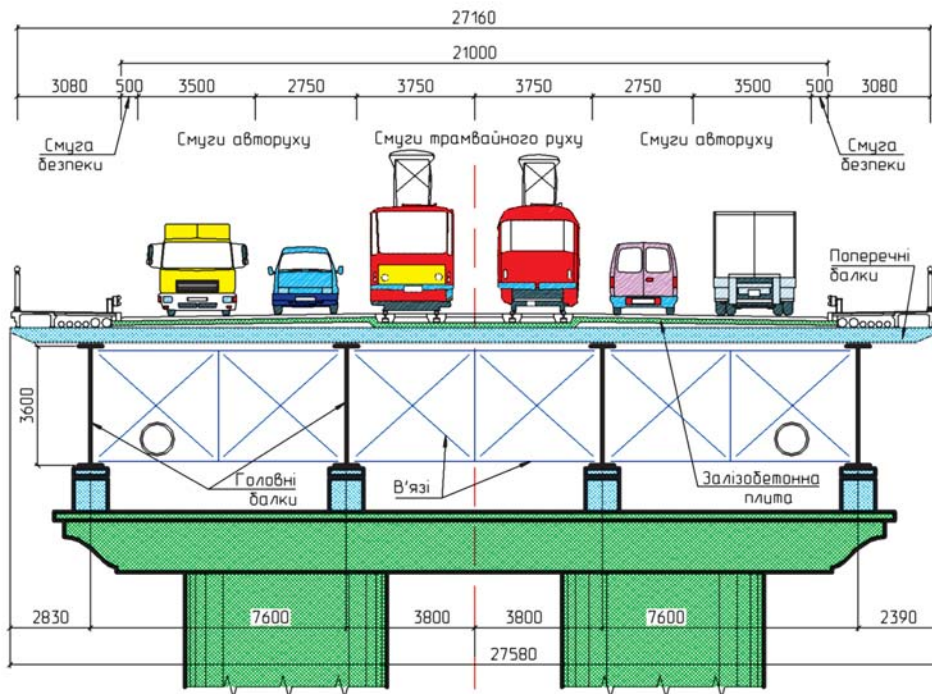 27160
21000
3080 500 3500 2750 3750 3750 2750 3500 500 3080
Смуга
безпеки
Смуги авторуху
Смуги трамвайного руху
Смуги авторуху
Смуга
безпеки
Поперечні
балки
3600
Головні
балки
В'язі
Залізобетонна
плита
2830 7600 3800 3800 7600 2390
27580